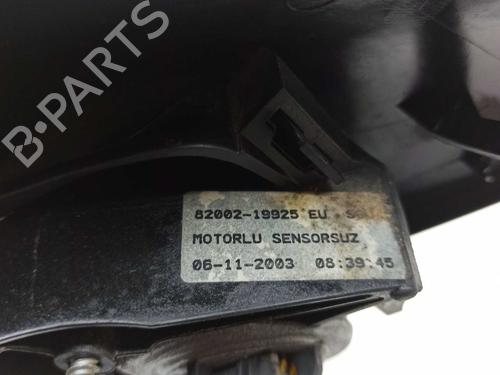 B-PARTS
82002-19925 EU
MOTORLU SENSORSUZ
06-11-2003 08:39:45